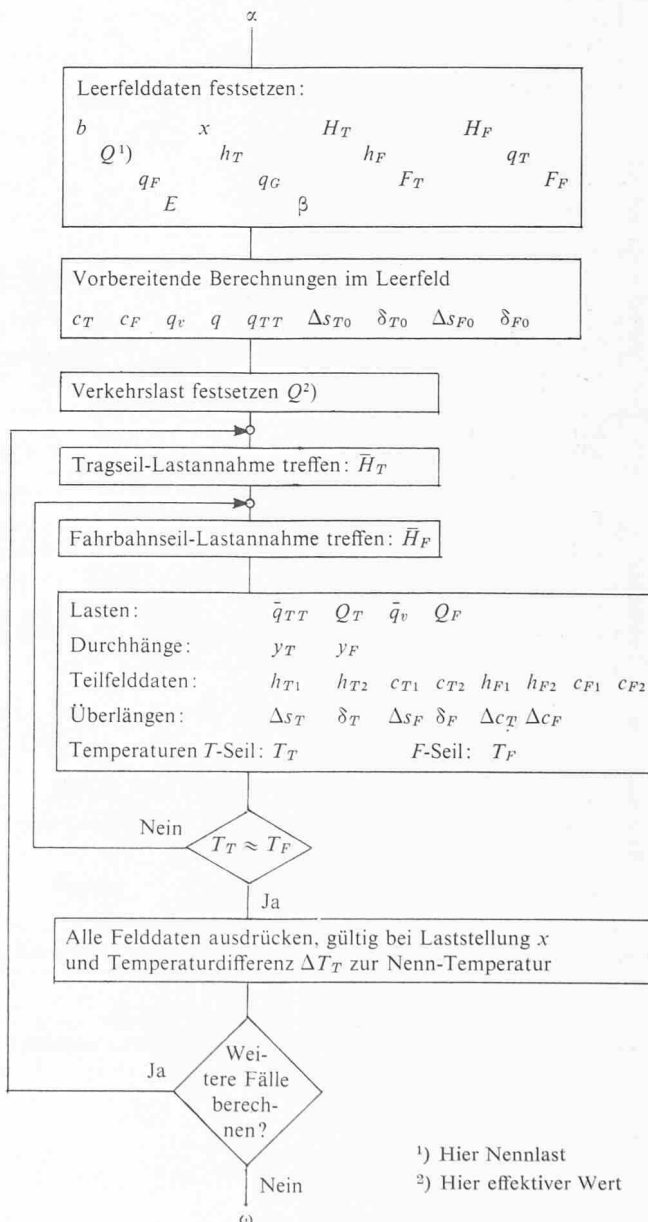 α
Leerfelddaten festsetzen:
b x H_T H_F
Q¹) h_T h_F q_T
q_F q_G F_T F_F
E β
Vorbereitende Berechnungen im Leerfeld
c_T c_F q_v q q_TT Δs_T0 δ_T0 Δs_F0 δ_F0
Verkehrslast festsetzen Q²)
Tragseil-Lastannahme treffen: H̄_T
Fahrbahnseil-Lastannahme treffen: H̄_F
Lasten: q̄_TT Q_T q̄_v Q_F
Durchhänge: y_T y_F
Teilfelddaten: h_T1 h_T2 c_T1 c_T2 h_F1 h_F2 c_F1 c_F2
Überlängen: Δs_T δ_T Δs_F δ_F Δc_T Δc_F
Temperaturen T-Seil: T_T F-Seil: T_F
Nein
T_T ≈ T_F
Ja
Alle Felddaten ausdrücken, gültig bei Laststellung x
und Temperaturdifferenz ΔT_T zur Nenn-Temperatur
Ja
Wei-
tere Fälle
berech-
nen?
Nein
ω
¹) Hier Nennlast
²) Hier effektiver Wert